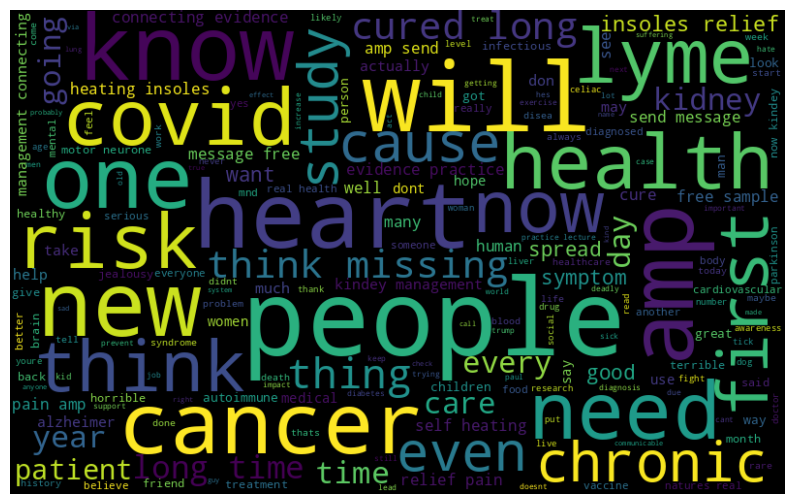 connecting evidence
likely
via
treat
cured long
insoles relief
come
know
amp send
level
infectious
see
suffering
week
hate
going
lung
study
will
lyme
look
start
management connecting
heating insoles
effect
actually
don
kidney
person
yes
getting
hes
celiac
lot
got
exercise
may
send message
covid
feel
child
really
disea
diagnosed
now kindey
increase
age
mental
work
act
always
motor neurone
cause
man
men
message free
never
evidence practice
health
case
one
want
well dont
hope
cure
free sample
old
mnd
real health
heart
now
healthy
serious
many
human
day
amp
first
important
woman
kind
risk
take
someone
practice lecture
spread
body
parkinson
think missing
liver
healthcare
today
help
jealousy
everyone
didnt
symptom
cardiovascular
give
kindey management
number
maybe
new
problem
much
thank
system
life
deadly
another
better
brain
women
people
world
drug
read
great
awareness
sad
tell
prevent
syndrome
call
trump
blood
social
sick
terrible
tick
youre
think
thing
every
say
good
fight
dog
back
kid
job
death
keep
check
paul
anyone
impact
trying
children
research
diagnosis
use
said
doctor
pain amp
support
horrible
autoimmune
medical
diabetes
food
due
alzheimer
done
right
cancer
care
put
need
way
cant
year
thats
self heating
live
communicable
month
patient
long time
time
even
chronic
rare
history
believe
friend
treatment
lead
relief pain
doesnt
vaccine
natures real